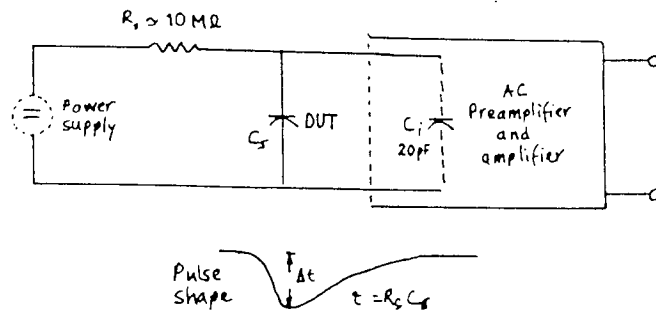 Rs ≃ 10 MΩ
Power
supply
Cs
DUT
Ci
20pF
AC
Preamplifier
and
amplifier
Pulse
shape
Δt
τ = RsCs